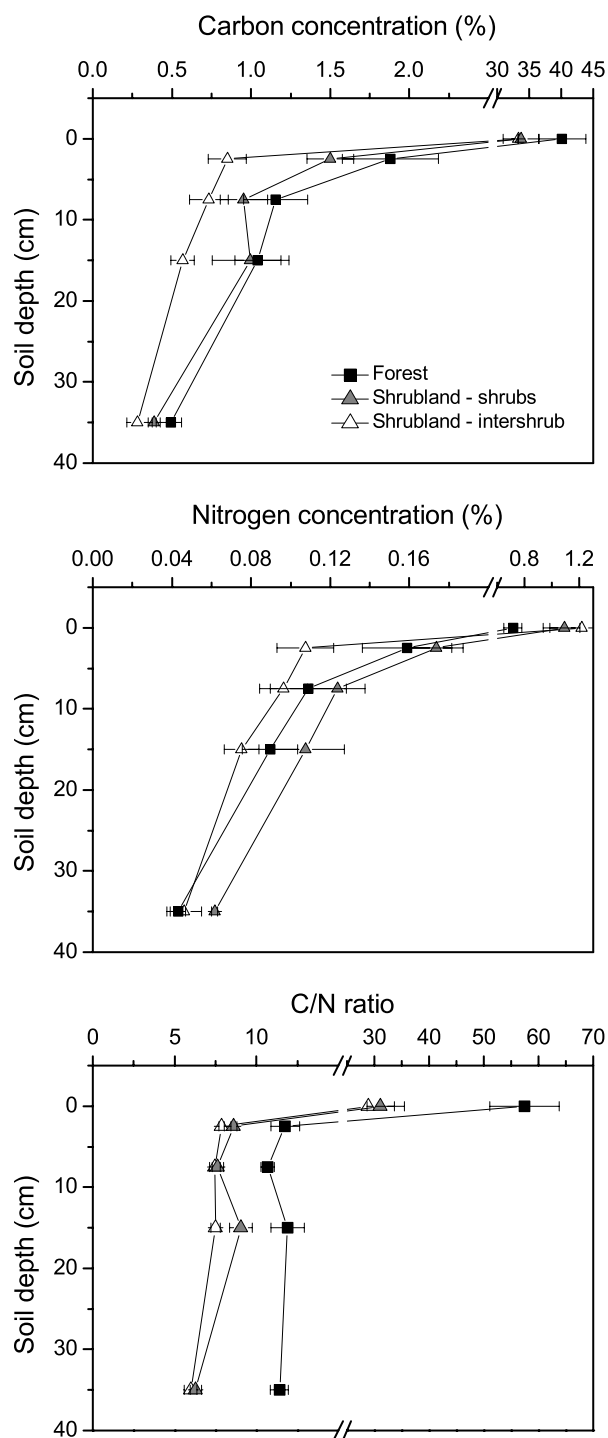 Carbon concentration (%)
0.0 0.5 1.0 1.5 2.0 30 35 40 45
0
10
20
30
40
Soil depth (cm)
Forest
Shrubland - shrubs
Shrubland - intershrub
Nitrogen concentration (%)
0.00 0.04 0.08 0.12 0.16 0.8 1.2
0
10
20
30
40
Soil depth (cm)
C/N ratio
0 5 10 30 40 50 60 70
0
10
20
30
40
Soil depth (cm)